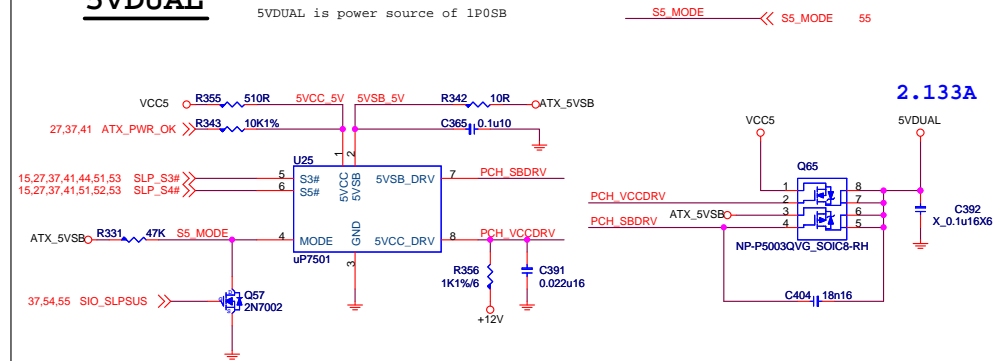 5VDUAL
5VDUAL is power source of 1P0SB
S5_MODE
S5_MODE 55
2.133A
VCC5
R355
510R
5VCC_5V
5VSB_5V
R342
10R
ATX_5VSB
27,37,41 ATX_PWR_OK
R343
10K1%
C365
0.1u10
1
2
U25
15,27,37,41,44,51,53 SLP_S3#
5
S3#
15,27,37,41,51,52,53 SLP_S4#
6
S5#
5VCC
5VSB
5VSB_DRV
7
PCH_SBDRV
ATX_5VSB
R331
47K
S5_MODE
4
MODE
GND
5VCC_DRV
8
PCH_VCCDRV
uP7501
3
37,54,55 SIO_SLPSUS
Q57
2N7002
R356
1K1%/6
+12V
C391
0.022u16
VCC5
5VDUAL
Q65
1
8
PCH_VCCDRV
2
7
ATX_5VSB
3
6
PCH_SBDRV
4
5
NP-P5003QVG_SOIC8-RH
C392
X_0.1u16X6
C404
18n16